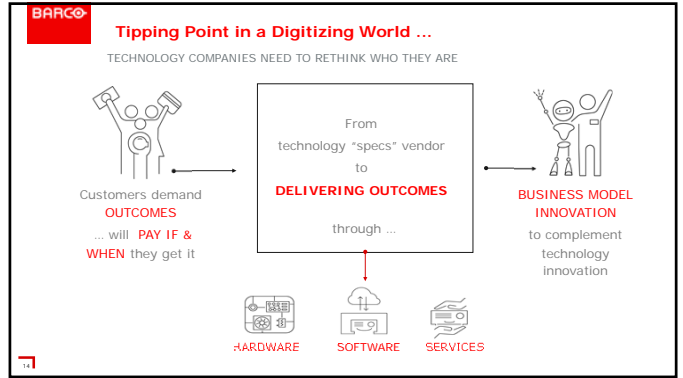 BARCO
Tipping Point in a Digitizing World ...
TECHNOLOGY COMPANIES NEED TO RETHINK WHO THEY ARE
Customers demand
OUTCOMES
... will PAY IF &
WHEN they get it
From
technology “specs” vendor
to
DELIVERING OUTCOMES
through ...
BUSINESS MODEL
INNOVATION
to complement
technology
innovation
HARDWARE
SOFTWARE
SERVICES
14